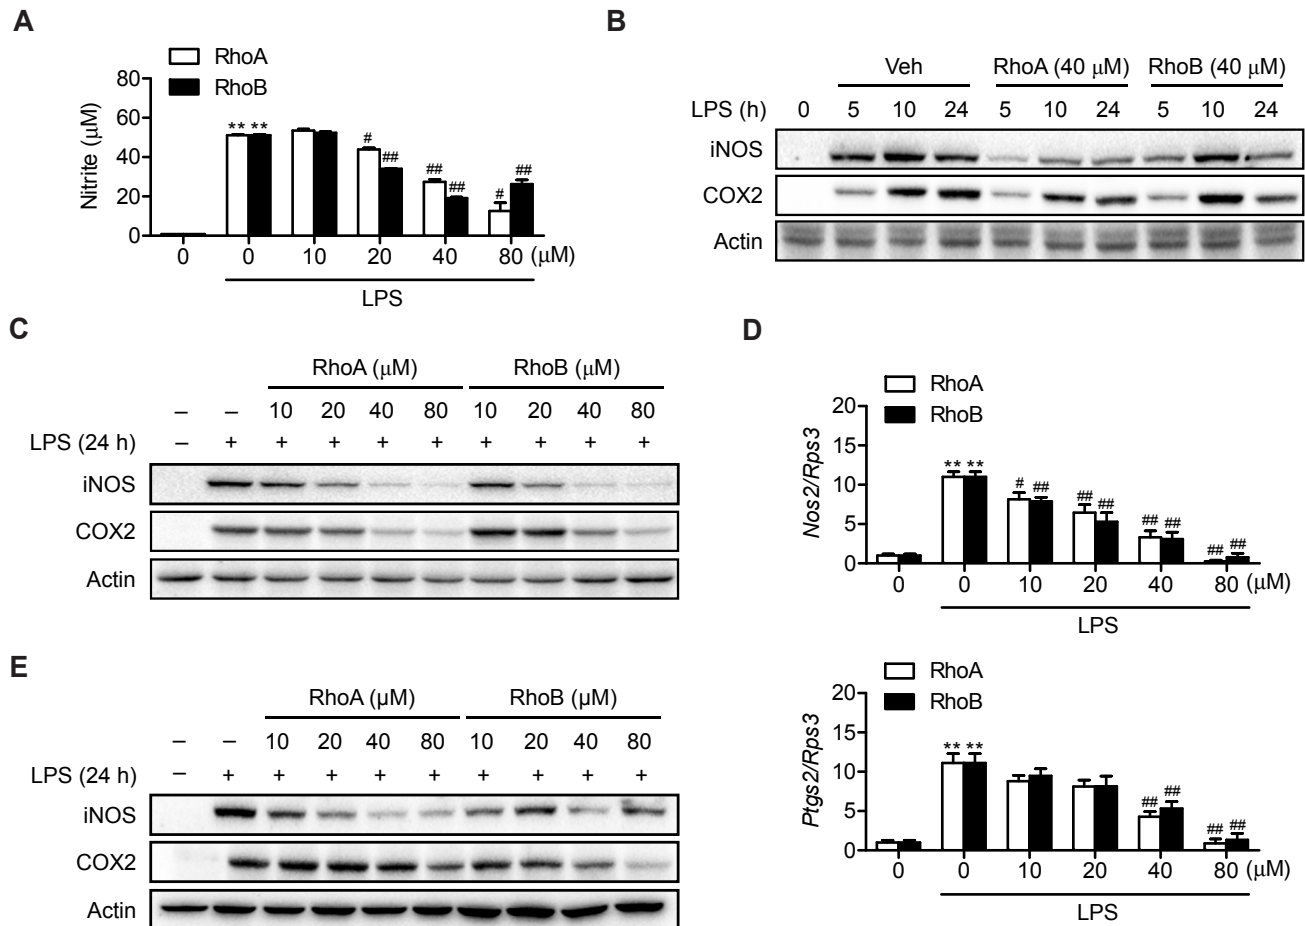 A
RhoA
RhoB
Nitrite (μM)
80
60
40
20
0
** **
#
##
##
##
#
##
0 0 10 20 40 80 (μM)
LPS
B
Veh RhoA (40 μM) RhoB (40 μM)
LPS (h) 0 5 10 24 5 10 24 5 10 24
iNOS
COX2
Actin
C
RhoA (μM) RhoB (μM)
– – 10 20 40 80 10 20 40 80
LPS (24 h) – + + + + + + + + +
iNOS
COX2
Actin
D
RhoA
RhoB
Nos2/Rps3
20
15
10
5
0
** **
# ##
## ##
## ##
## ##
0 0 10 20 40 80 (μM)
LPS
RhoA
RhoB
Ptgs2/Rps3
20
15
10
5
0
** **
## ##
## ##
0 0 10 20 40 80 (μM)
LPS
E
RhoA (μM) RhoB (μM)
– – 10 20 40 80 10 20 40 80
LPS (24 h) – + + + + + + + + +
iNOS
COX2
Actin